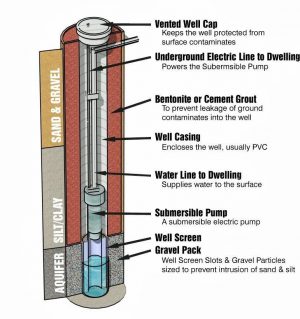 Vented Well Cap
Keeps the well protected from
surface contaminates
Underground Electric Line to Dwelling
Powers the Submermsible Pump
Bentonite or Cement Grout
To prevent leakage of ground
contaminates into the well
Well Casing
Encloses the well, usually PVC
Water Line to Dwelling
Supplies water to the surface
Submersible Pump
A submersible electric pump
Well Screen
Gravel Pack
Well Screen Slots & Gravel Particles
sized to prevent intrusion of sand & silt
SAND & GRAVEL
SILT/CLAY
AQUIFER